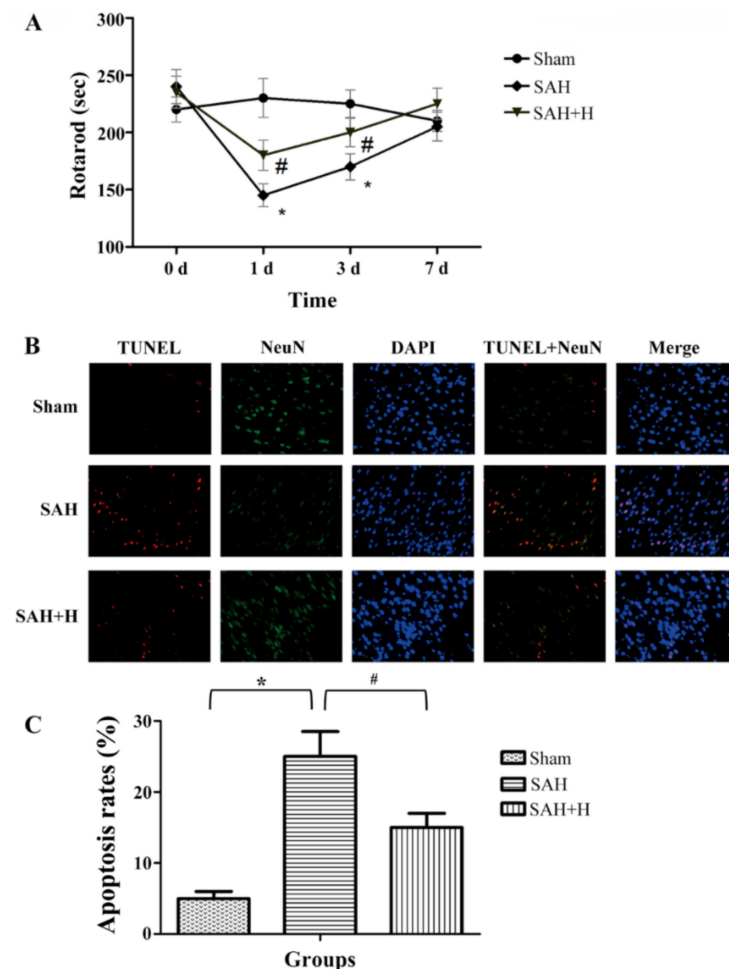 A
300
250
200
150
100
Rotarod (sec)
#
#
*
*
0 d 1 d 3 d 7 d
Time
Sham
SAH
SAH+H
B
TUNEL NeuN DAPI TUNEL+NeuN Merge
Sham
SAH
SAH+H
C
* #
30
20
10
0
Apoptosis rates (%)
Groups
Sham
SAH
SAH+H